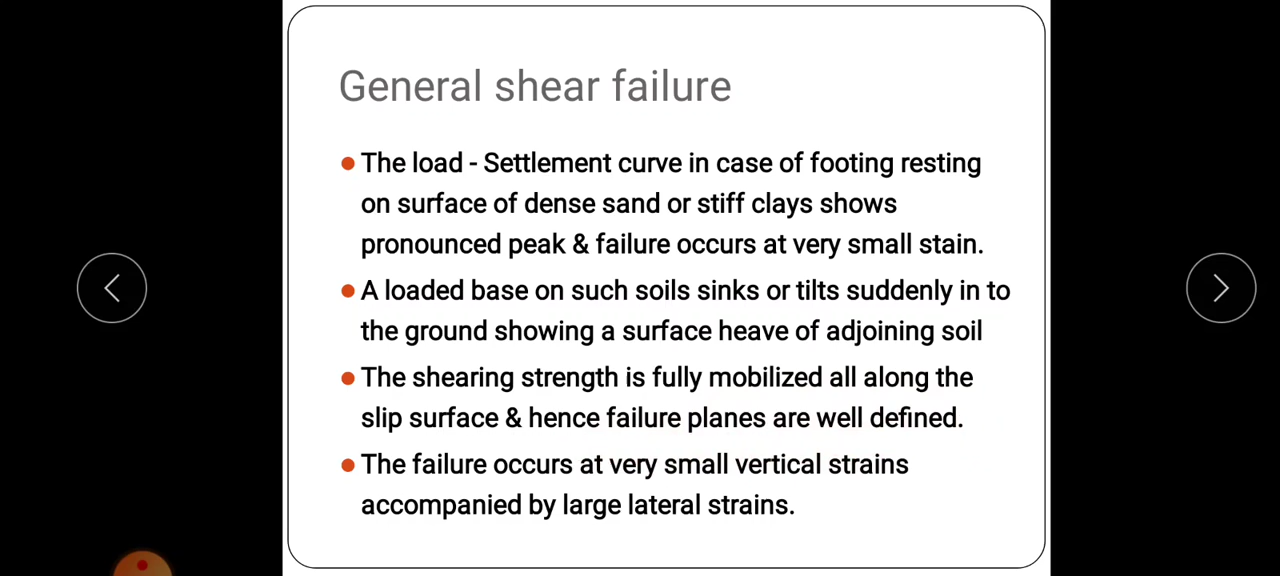 General shear failure
The load - Settlement curve in case of footing resting
on surface of dense sand or stiff clays shows
pronounced peak & failure occurs at very small stain.
A loaded base on such soils sinks or tilts suddenly in to
the ground showing a surface heave of adjoining soil
The shearing strength is fully mobilized all along the
slip surface & hence failure planes are well defined.
The failure occurs at very small vertical strains
accompanied by large lateral strains.